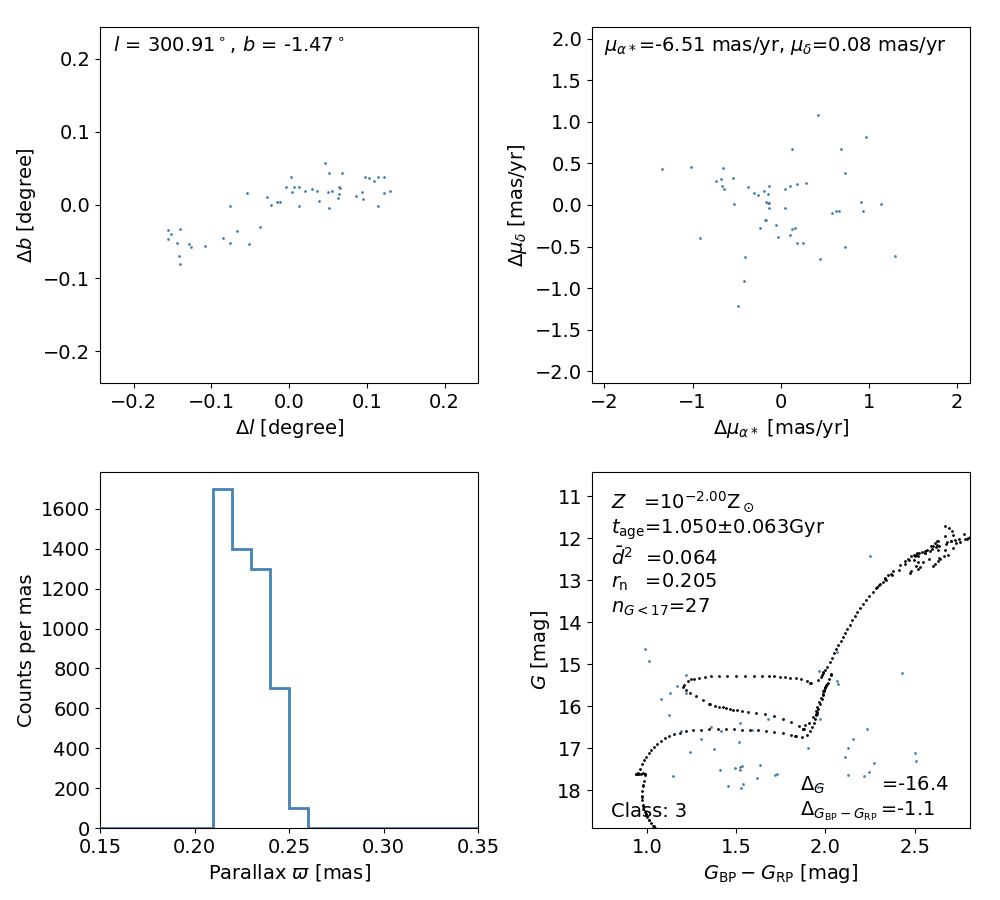 l = 300.91°, b = -1.47°
0.2
0.1
0.0
−0.1
−0.2
Δb [degree]
−0.2 −0.1 0.0 0.1 0.2
Δl [degree]
μα*=-6.51 mas/yr, μδ=0.08 mas/yr
2.0
1.5
1.0
0.5
0.0
−0.5
−1.0
−1.5
−2.0
Δμδ [mas/yr]
−2 −1 0 1 2
Δμα* [mas/yr]
1600
1400
1200
1000
800
600
400
200
0
Counts per mas
0.15 0.20 0.25 0.30 0.35
Parallax ϖ [mas]
11
12
13
14
15
16
17
18
G [mag]
Z =10^−2.00 Z⊙
tage=1.050±0.063Gyr
d̄² =0.064
rn =0.205
nG<17=27
ΔG =-16.4
Class: 3
ΔGBP−GRP=-1.1
1.0 1.5 2.0 2.5
GBP − GRP [mag]